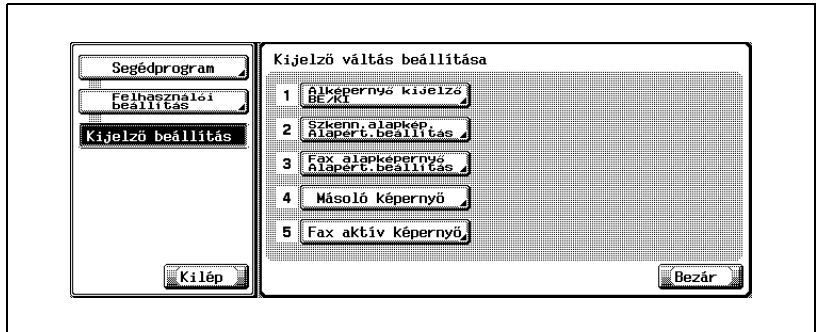 Segédprogram
Felhasználói
beállítás
Kijelző beállítás
Kilép
Kijelző váltás beállítása
1 Alképernyő kijelző
BE/KI
2 Szkenn.alapkép.
Alapért.beállítás
3 Fax alapképernyő
Alapért.beállítás
4 Másoló képernyő
5 Fax aktív képernyő
Bezár